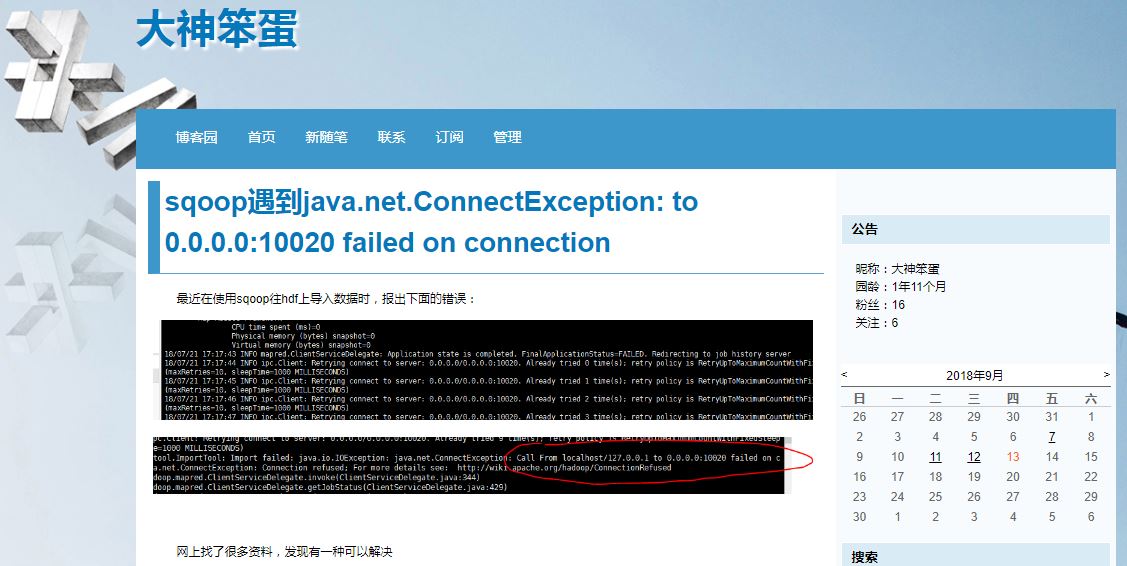 大神笨蛋
博客园 首页 新随笔 联系 订阅 管理
sqoop遇到java.net.ConnectException: to
0.0.0.0:10020 failed on connection
最近在使用sqoop往hdf上导入数据时，报出下面的错误：
CPU time spent (ms)=0
Physical memory (bytes) snapshot=0
Virtual memory (bytes) snapshot=0
18/07/21 17:17:43 INFO mapred.ClientServiceDelegate: Application state is completed. FinalApplicationStatus=FAILED. Redirecting to job history server
18/07/21 17:17:44 INFO ipc.Client: Retrying connect to server: 0.0.0.0/0.0.0.0:10020. Already tried 0 time(s); retry policy is RetryUpToMaximumCountWithFi
(maxRetries=10, sleepTime=1000 MILLISECONDS)
18/07/21 17:17:45 INFO ipc.Client: Retrying connect to server: 0.0.0.0/0.0.0.0:10020. Already tried 1 time(s); retry policy is RetryUpToMaximumCountWithFi
(maxRetries=10, sleepTime=1000 MILLISECONDS)
18/07/21 17:17:46 INFO ipc.Client: Retrying connect to server: 0.0.0.0/0.0.0.0:10020. Already tried 2 time(s); retry policy is RetryUpToMaximumCountWithFi
(maxRetries=10, sleepTime=1000 MILLISECONDS)
18/07/21 17:17:47 INFO ipc.Client: Retrying connect to server: 0.0.0.0/0.0.0.0:10020. Already tried 3 time(s); retry policy is RetryUpToMaximumCountWithFi
pc.Client: Retrying connect to server: 0.0.0.0/0.0.0.0:10020. Already tried 9 time(s); retry policy is RetryUpToMaximumCountWithFixedSleep
e=1000 MILLISECONDS)
tool.ImportTool: Import failed: java.io.IOException: java.net.ConnectException: Call From localhost/127.0.0.1 to 0.0.0.0:10020 failed on c
a.net.ConnectException: Connection refused; For more details see: http://wiki.apache.org/hadoop/ConnectionRefused
doop.mapred.ClientServiceDelegate.invoke(ClientServiceDelegate.java:344)
doop.mapred.ClientServiceDelegate.getJobStatus(ClientServiceDelegate.java:429)
网上找了很多资料，发现有一种可以解决
公告
昵称：大神笨蛋
园龄：1年11个月
粉丝：16
关注：6
< 2018年9月 >
日 一 二 三 四 五 六
26 27 28 29 30 31 1
2 3 4 5 6 7 8
9 10 11 12 13 14 15
16 17 18 19 20 21 22
23 24 25 26 27 28 29
30 1 2 3 4 5 6
搜索